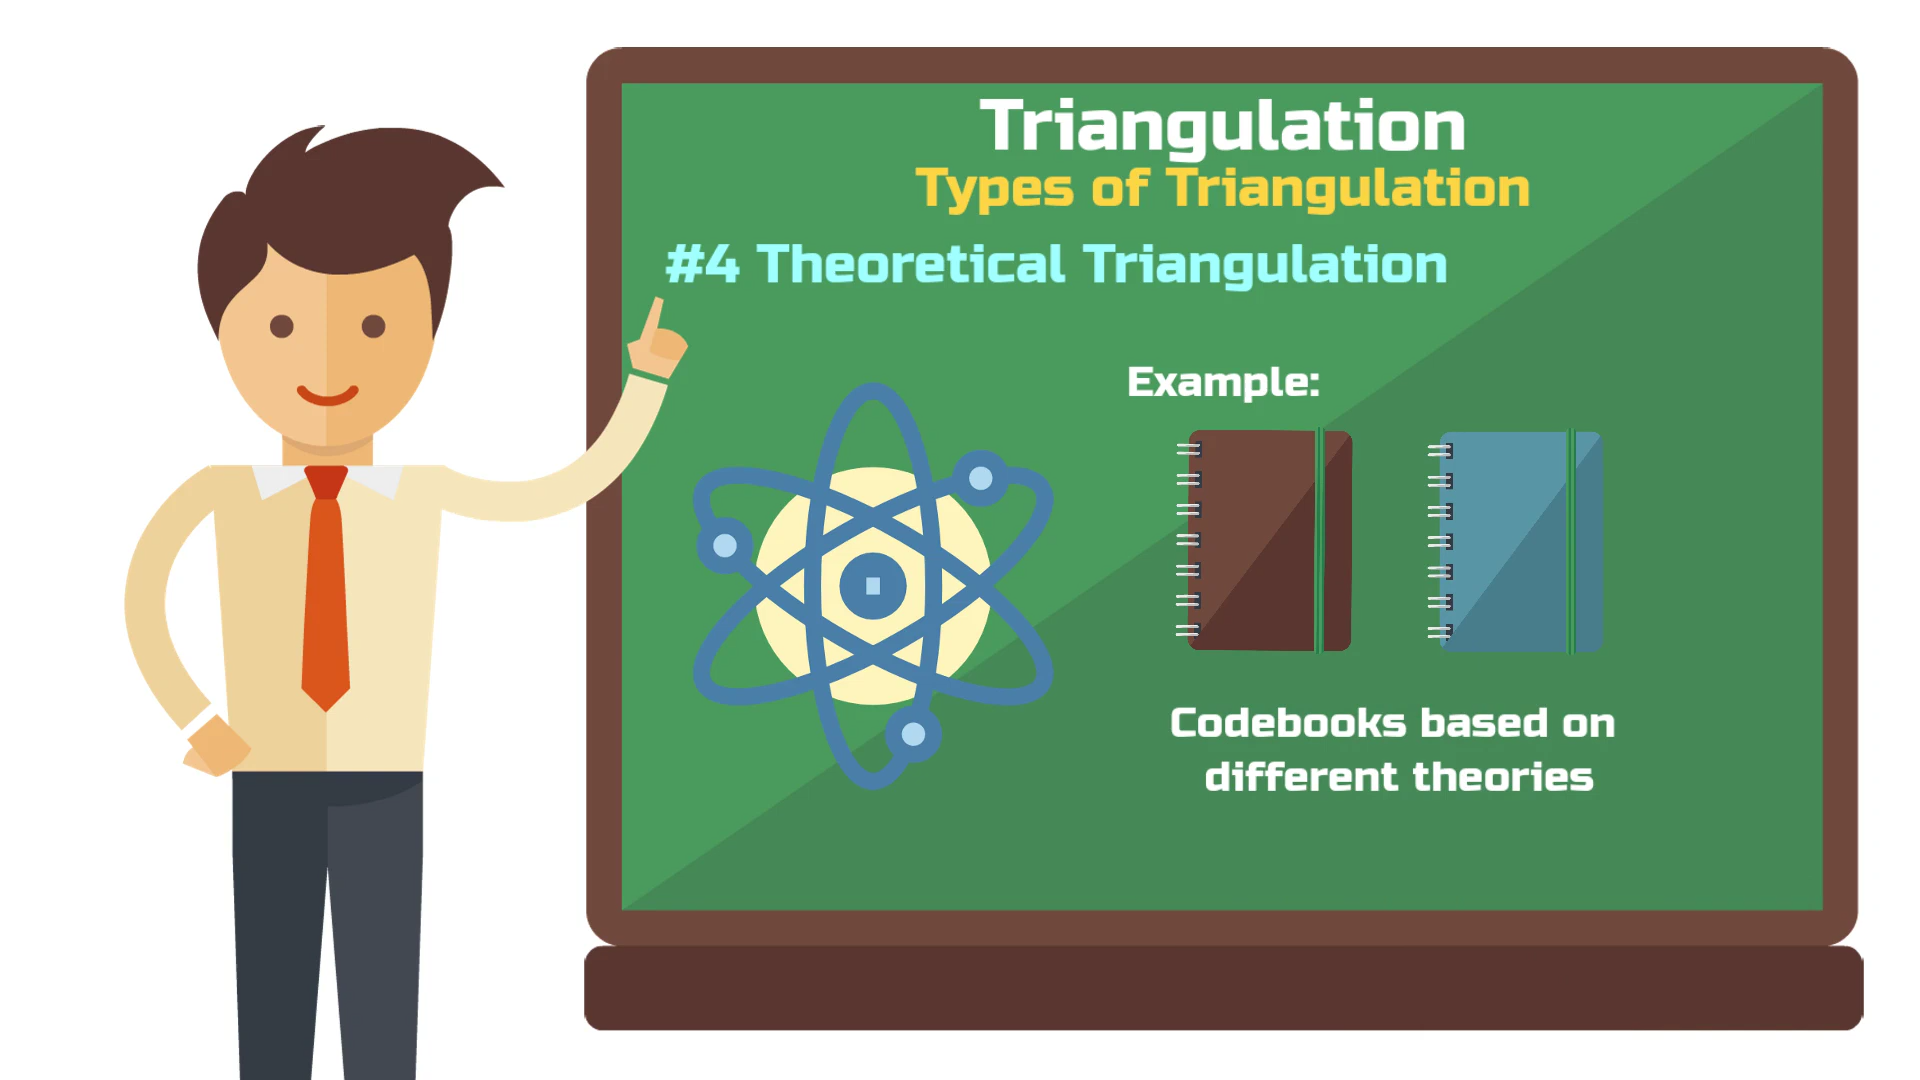 Triangulation
Types of Triangulation
#4 Theoretical Triangulation
Example:
Codebooks based on
different theories